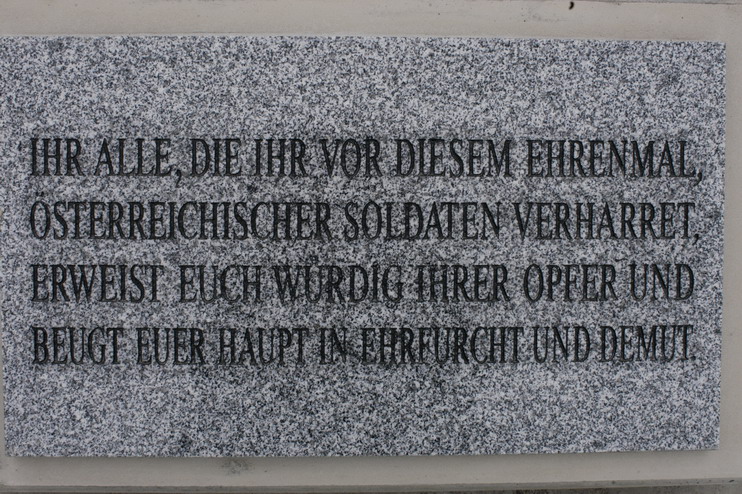 IHR ALLE, DIE IHR VOR DIESEM EHRENMAL,
ÖSTERREICHISCHER SOLDATEN VERHARRET,
ERWEIST EUCH WÜRDIG IHRER OPFER UND
BEUGT EUER HAUPT IN EHRFURCHT UND DEMUT.